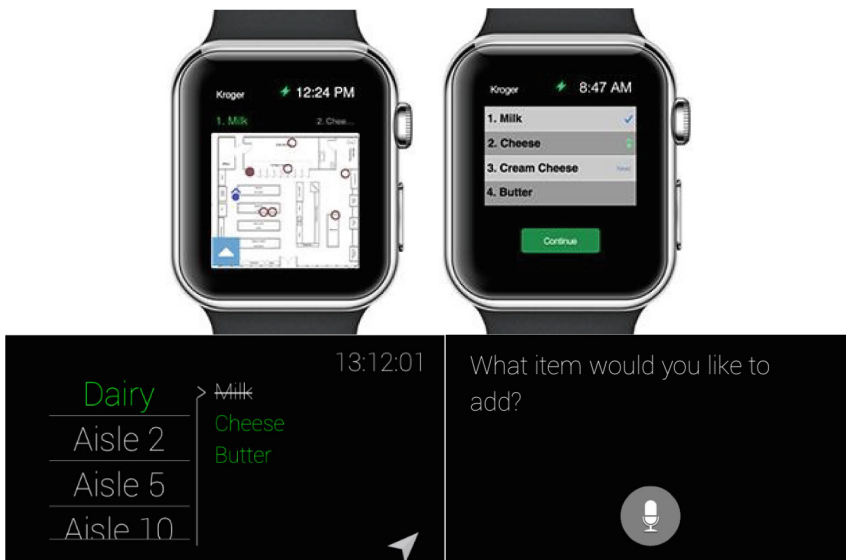 Kroger
12:24 PM
1. Milk
2. Chee...
Kroger
8:47 AM
1. Milk
2. Cheese
3. Cream Cheese
Next
4. Butter
Continue
13:12:01
Dairy
Aisle 2
Aisle 5
Aisle 10
Milk
Cheese
Butter
What item would you like to
add?